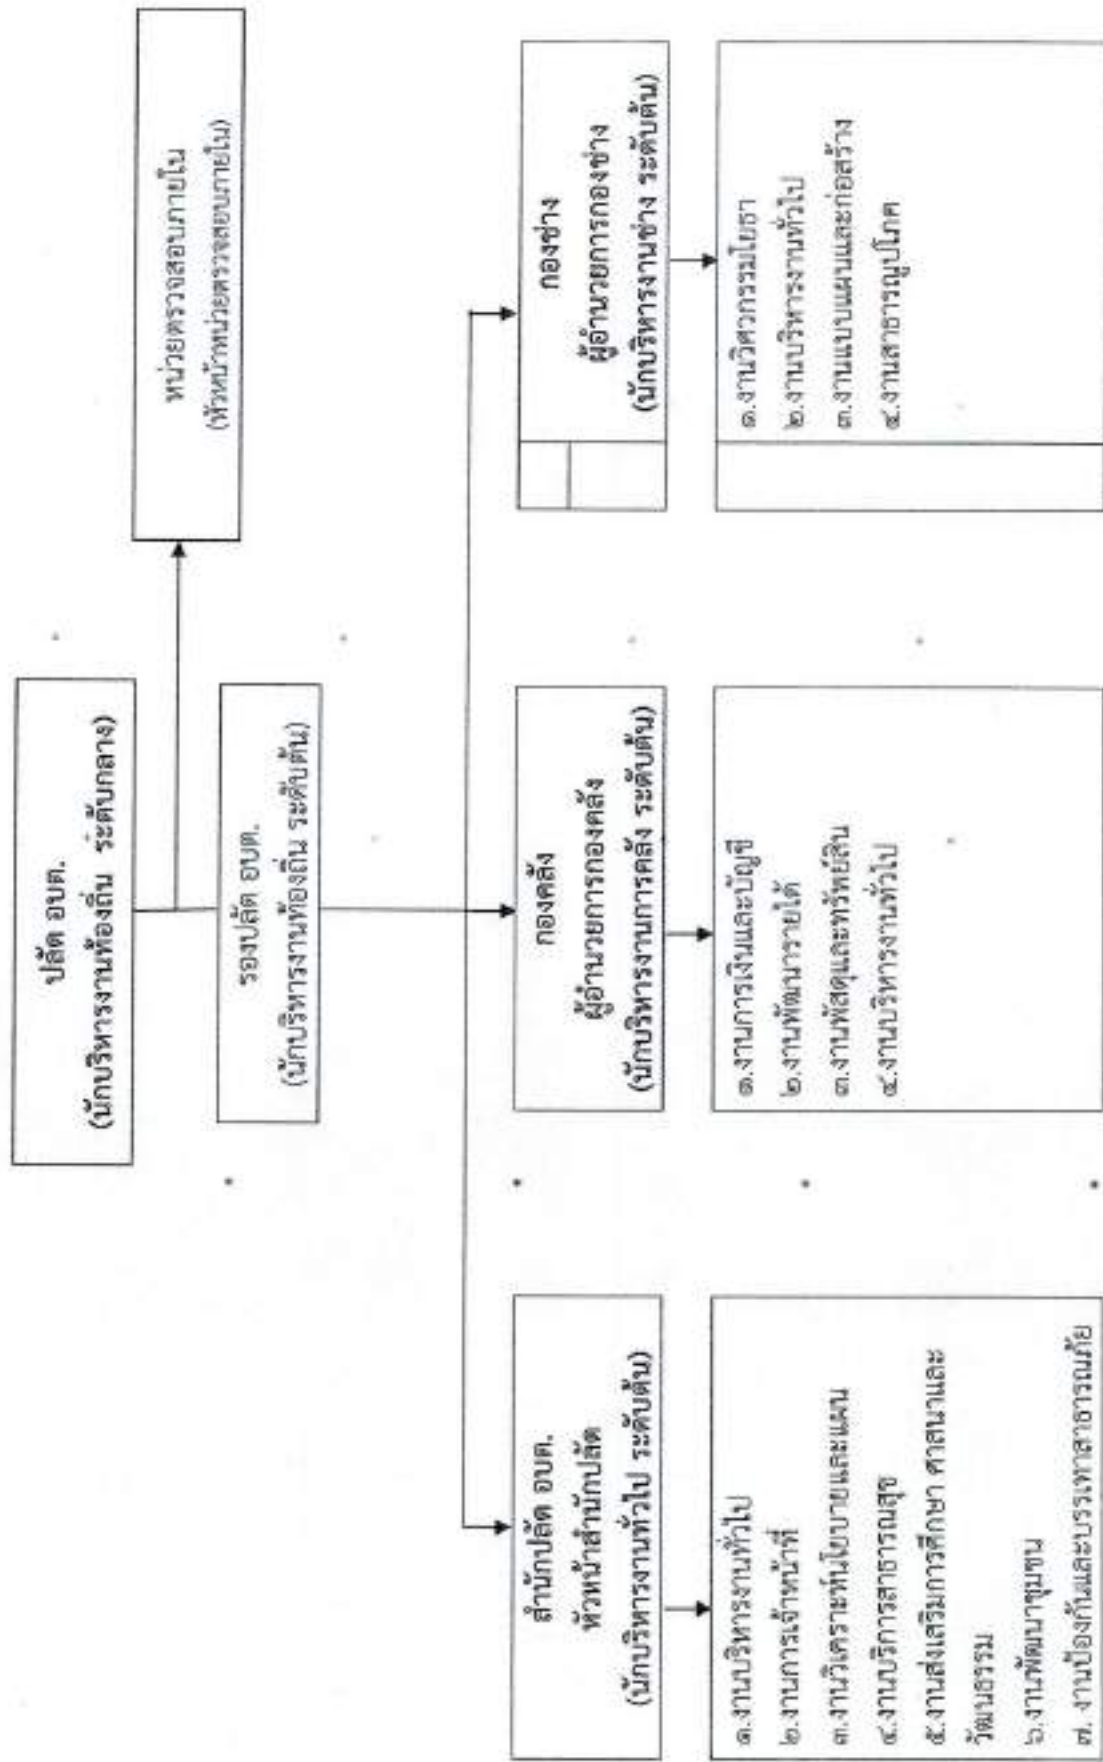 ปลัด อบต.
(นักบริหารงานท้องถิ่น ระดับกลาง)
หน่วยตรวจสอบภายใน
(หัวหน้าหน่วยตรวจสอบภายใน)
รองปลัด อบต.
(นักบริหารงานท้องถิ่น ระดับต้น)
สำนักปลัด อบต.
หัวหน้าสำนักปลัด
(นักบริหารงานทั่วไป ระดับต้น)
๑.งานบริหารงานทั่วไป
๒.งานการเจ้าหน้าที่
๓.งานวิเคราะห์นโยบายและแผน
๔.งานบริการสาธารณสุข
๕.งานส่งเสริมการศึกษา ศาสนาและ
วัฒนธรรม
๖.งานพัฒนาชุมชน
๗. งานป้องกันและบรรเทาสาธารณภัย
กองคลัง
ผู้อำนวยการกองคลัง
(นักบริหารงานการคลัง ระดับต้น)
๑.งานการเงินและบัญชี
๒.งานพัฒนารายได้
๓.งานพัสดุและทรัพย์สิน
๔.งานบริหารงานทั่วไป
กองช่าง
ผู้อำนวยการกองช่าง
(นักบริหารงานช่าง ระดับต้น)
๑.งานวิศวกรรมโยธา
๒.งานบริหารงานทั่วไป
๓.งานแบบแผนและก่อสร้าง
๔.งานสาธารณูปโภค